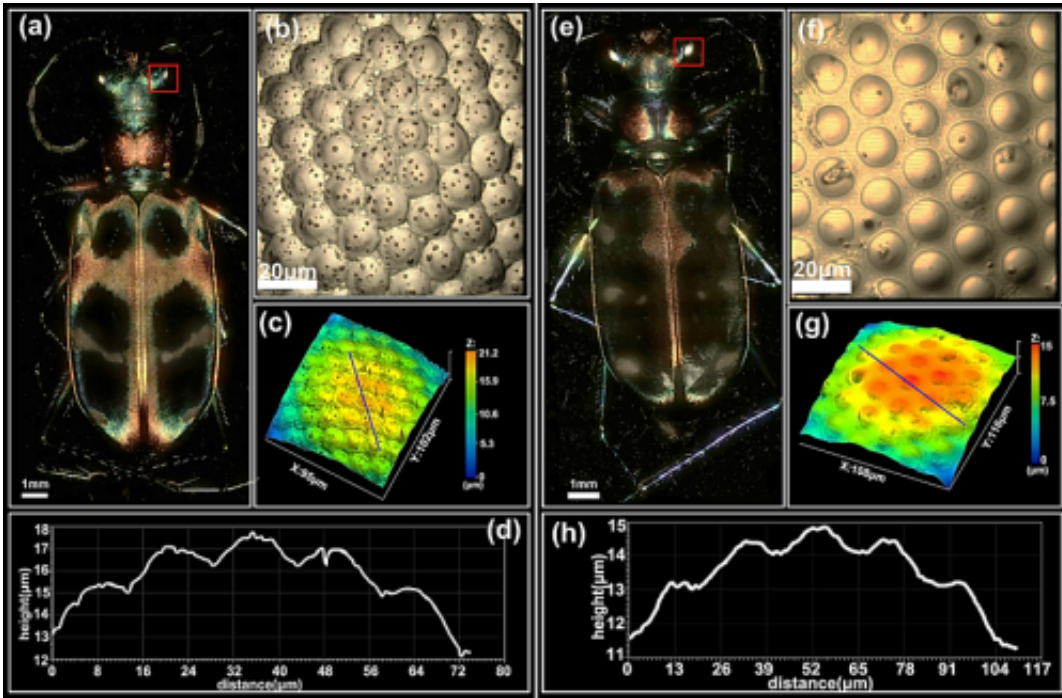 (a)
1mm
(b)
20μm
(c)
Z:
21.2
15.9
10.6
5.3
0
(μm)
X:95μm
Y:102μm
(d)
height(μm)
18
17
16
15
14
13
12
0 8 16 24 32 40 48 56 64 72 80
distance(μm)
(e)
1mm
(f)
20μm
(g)
Z:
15
7.5
0
(μm)
Y:116μm
(h)
height(μm)
15
14
13
12
11
0 13 26 39 52 65 78 91 104 117
distance(μm)